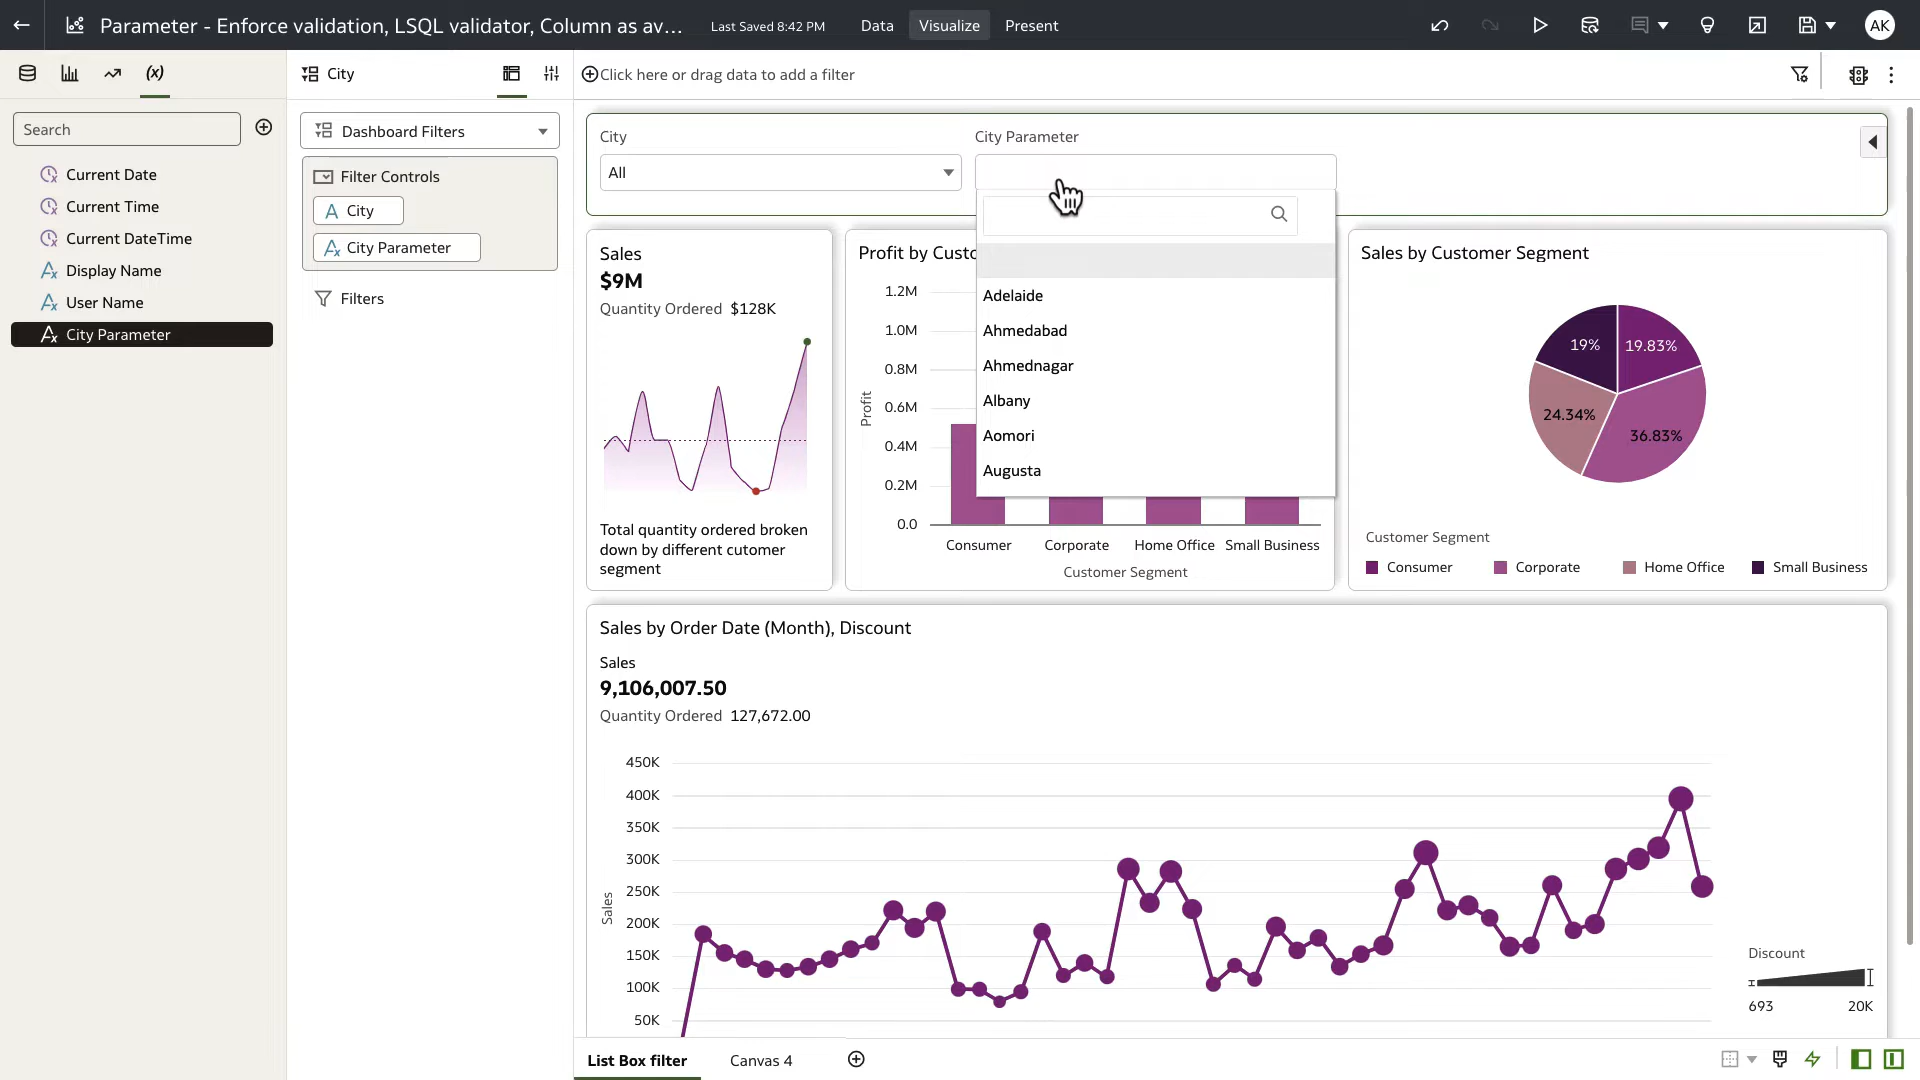 Parameter - Enforce validation, LSQL validator, Column as av...
Last Saved 8:42 PM
Data
Visualize
Present
AK
(x)
City
Click here or drag data to add a filter
Search
Current Date
Current Time
Current DateTime
Display Name
User Name
City Parameter
Dashboard Filters
Filter Controls
A City
City Parameter
Filters
City
All
City Parameter
Adelaide
Ahmedabad
Ahmednagar
Albany
Aomori
Augusta
Sales
$9M
Quantity Ordered $128K
Total quantity ordered broken
down by different cutomer
segment
Profit by Custo
1.2M
1.0M
0.8M
0.6M
0.4M
0.2M
0.0
Profit
Consumer
Corporate
Home Office
Small Business
Customer Segment
Sales by Customer Segment
19%
19.83%
24.34%
36.83%
Customer Segment
Consumer
Corporate
Home Office
Small Business
Sales by Order Date (Month), Discount
Sales
9,106,007.50
Quantity Ordered 127,672.00
450K
400K
350K
300K
250K
200K
150K
100K
50K
Sales
Discount
693
20K
List Box filter
Canvas 4